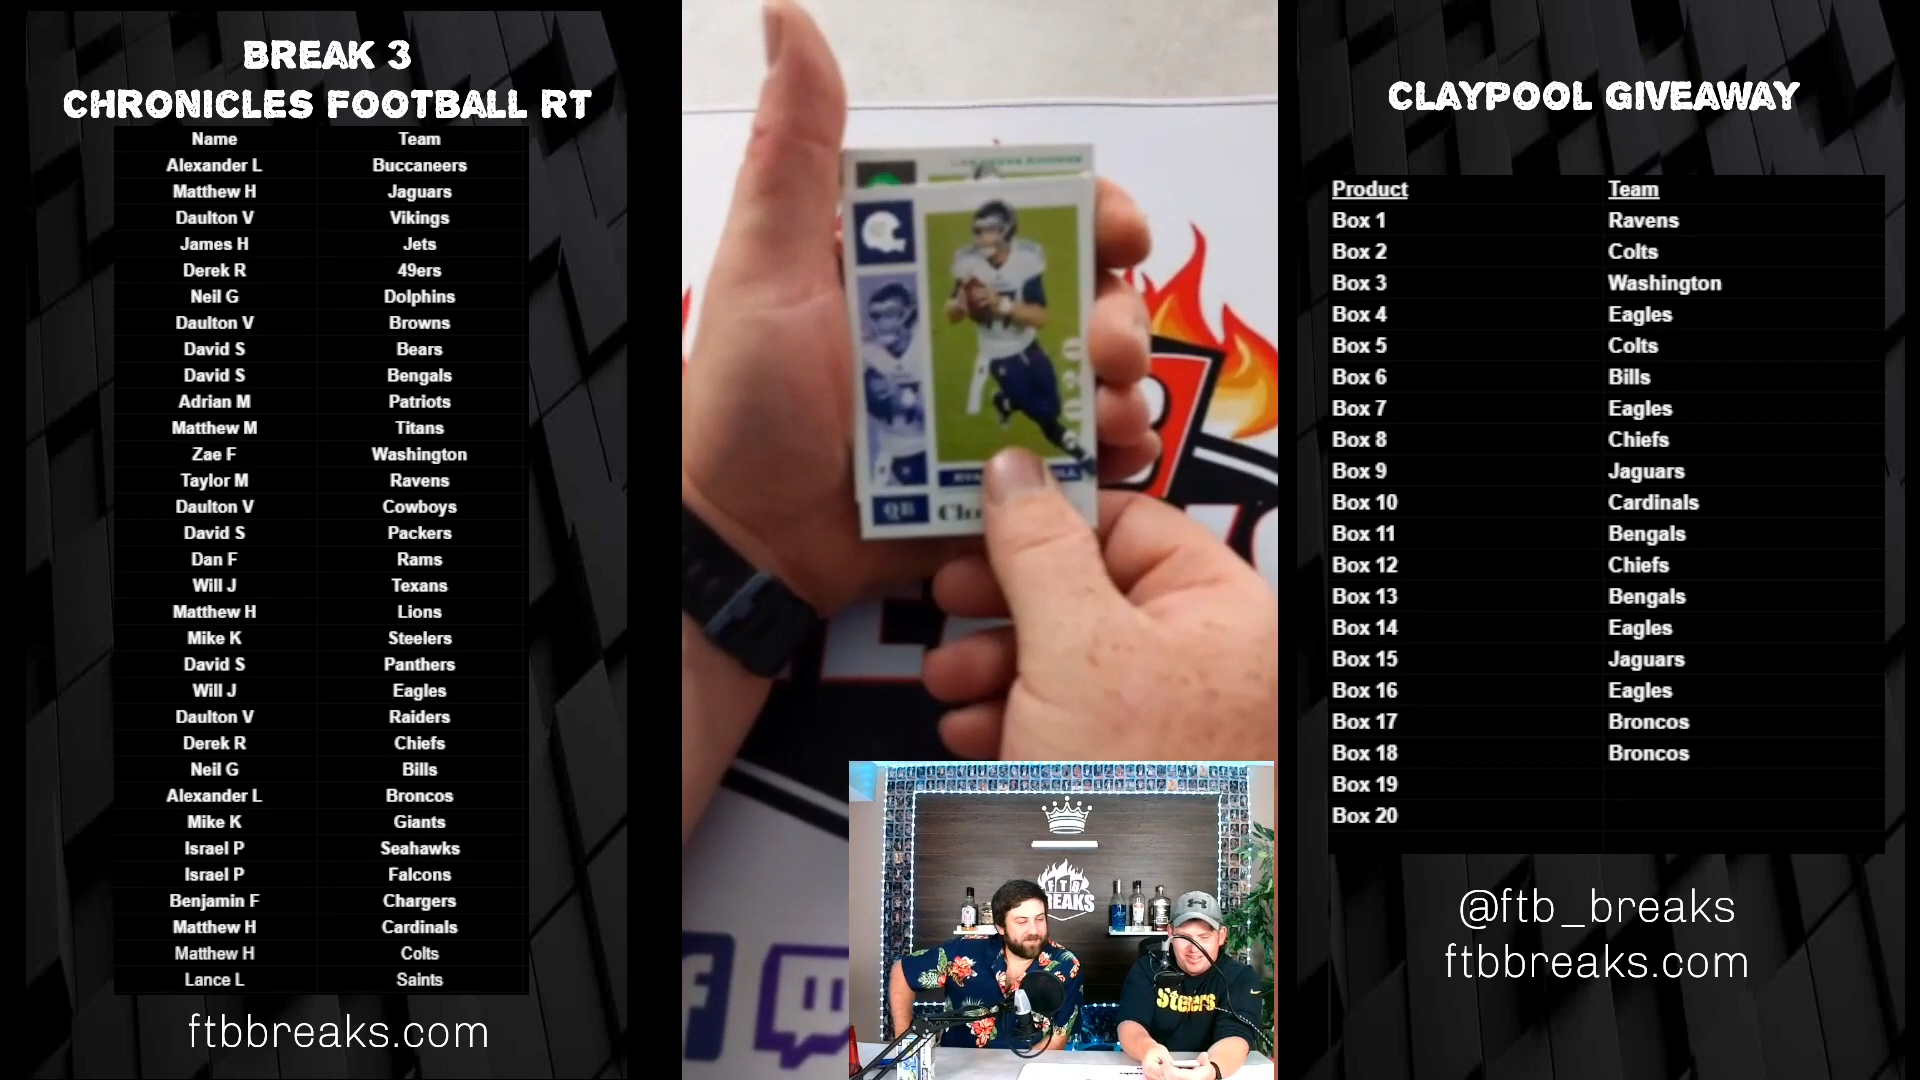 BREAK 3
CHRONICLES FOOTBALL RT
Name Team
Alexander L Buccaneers
Matthew H Jaguars
Daulton V Vikings
James H Jets
Derek R 49ers
Neil G Dolphins
Daulton V Browns
David S Bears
David S Bengals
Adrian M Patriots
Matthew M Titans
Zae F Washington
Taylor M Ravens
Daulton V Cowboys
David S Packers
Dan F Rams
Will J Texans
Matthew H Lions
Mike K Steelers
David S Panthers
Will J Eagles
Daulton V Raiders
Derek R Chiefs
Neil G Bills
Alexander L Broncos
Mike K Giants
Israel P Seahawks
Israel P Falcons
Benjamin F Chargers
Matthew H Cardinals
Matthew H Colts
Lance L Saints
ftbbreaks.com
2020
QB
FTB
BREAKS
Steelers
CLAYPOOL GIVEAWAY
Product Team
Box 1 Ravens
Box 2 Colts
Box 3 Washington
Box 4 Eagles
Box 5 Colts
Box 6 Bills
Box 7 Eagles
Box 8 Chiefs
Box 9 Jaguars
Box 10 Cardinals
Box 11 Bengals
Box 12 Chiefs
Box 13 Bengals
Box 14 Eagles
Box 15 Jaguars
Box 16 Eagles
Box 17 Broncos
Box 18 Broncos
Box 19
Box 20
@ftb_breaks
ftbbreaks.com